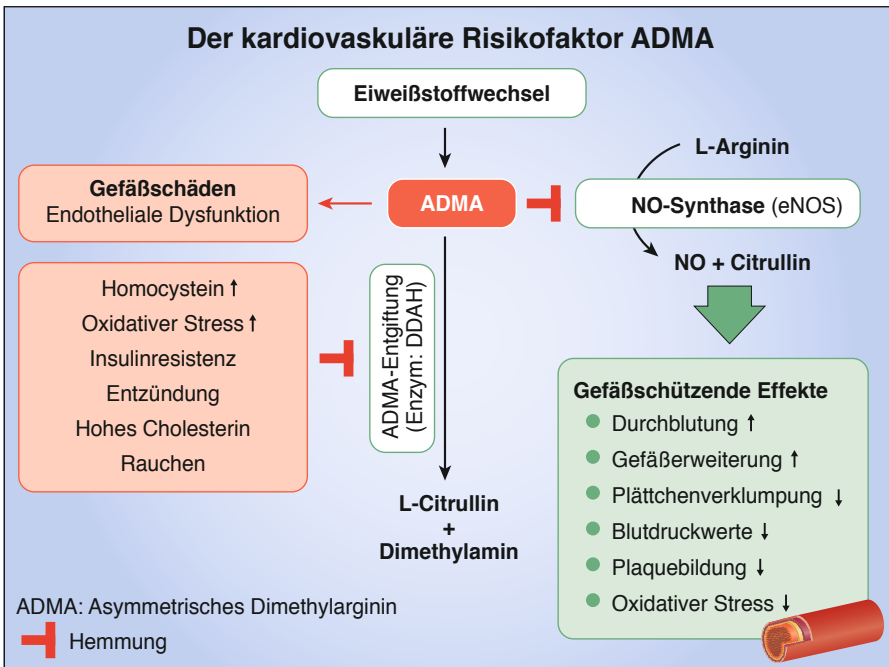 Der kardiovaskuläre Risikofaktor ADMA
Eiweißstoffwechsel
L-Arginin
Gefäßschäden
Endotheliale Dysfunktion
ADMA
NO-Synthase (eNOS)
NO + Citrullin
Homocystein ↑
Oxidativer Stress ↑
Insulinresistenz
Entzündung
Hohes Cholesterin
Rauchen
ADMA-Entgiftung
(Enzym: DDAH)
L-Citrullin
+
Dimethylamin
Gefäßschützende Effekte
● Durchblutung ↑
● Gefäßerweiterung ↑
● Plättchenverklumpung ↓
● Blutdruckwerte ↓
● Plaquebildung ↓
● Oxidativer Stress ↓
ADMA: Asymmetrisches Dimethylarginin
Hemmung